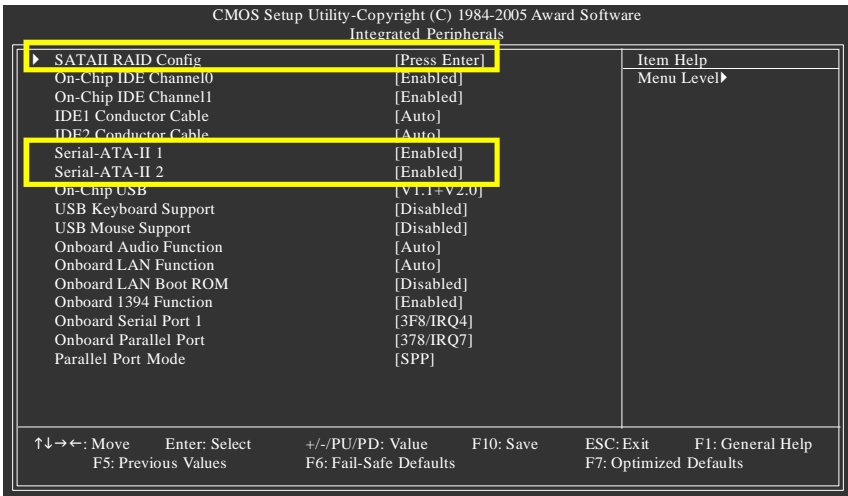 CMOS Setup Utility-Copyright (C) 1984-2005 Award Software
Integrated Peripherals
SATAII RAID Config [Press Enter]
Item Help
On-Chip IDE Channel0 [Enabled]
Menu Level
On-Chip IDE Channel1 [Enabled]
IDE1 Conductor Cable [Auto]
IDE2 Conductor Cable [Auto]
Serial-ATA-II 1 [Enabled]
Serial-ATA-II 2 [Enabled]
On-Chip USB [V1.1+V2.0]
USB Keyboard Support [Disabled]
USB Mouse Support [Disabled]
Onboard Audio Function [Auto]
Onboard LAN Function [Auto]
Onboard LAN Boot ROM [Disabled]
Onboard 1394 Function [Enabled]
Onboard Serial Port 1 [3F8/IRQ4]
Onboard Parallel Port [378/IRQ7]
Parallel Port Mode [SPP]
↑↓→←: Move Enter: Select +/-/PU/PD: Value F10: Save ESC: Exit F1: General Help
F5: Previous Values F6: Fail-Safe Defaults F7: Optimized Defaults